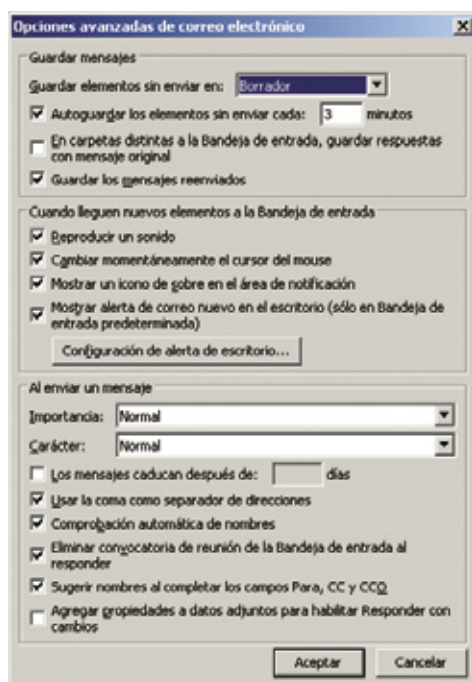 Opciones avanzadas de correo electrónico
Guardar mensajes
Guardar elementos sin enviar en: Borrador
Autoguardar los elementos sin enviar cada: 3 minutos
En carpetas distintas a la Bandeja de entrada, guardar respuestas
con mensaje original
Guardar los mensajes reenviados
Cuando lleguen nuevos elementos a la Bandeja de entrada
Reproducir un sonido
Cambiar momentáneamente el cursor del mouse
Mostrar un icono de sobre en el área de notificación
Mostrar alerta de correo nuevo en el escritorio (sólo en Bandeja de
entrada predeterminada)
Configuración de alerta de escritorio...
Al enviar un mensaje
Importancia: Normal
Carácter: Normal
Los mensajes caducan después de: días
Usar la coma como separador de direcciones
Comprobación automática de nombres
Eliminar convocatoria de reunión de la Bandeja de entrada al
responder
Sugerir nombres al completar los campos Para, CC y CCO
Agregar propiedades a datos adjuntos para habilitar Responder con
cambios
Aceptar Cancelar